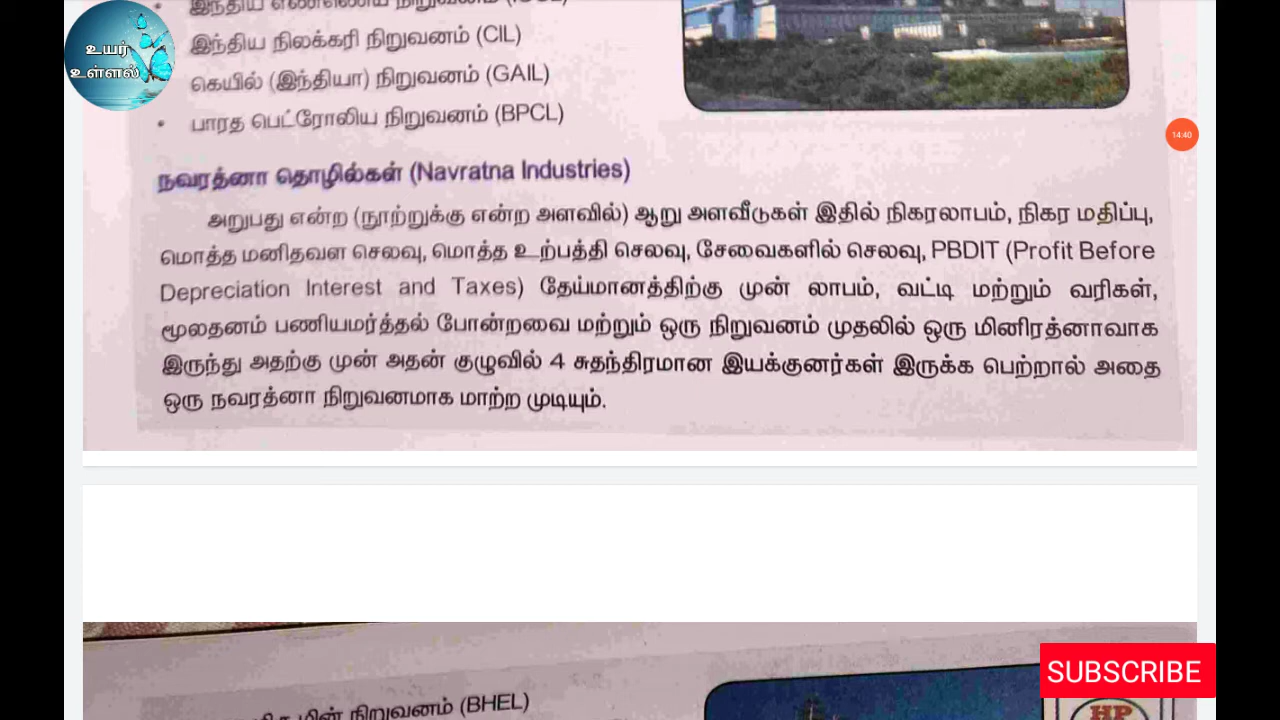 உயர்
உள்ளல்
இந்திய நிலக்கரி நிறுவனம் (CIL)
கெயில் (இந்தியா) நிறுவனம் (GAIL)
• பாரத பெட்ரோலிய நிறுவனம் (BPCL)
14:40
நவரத்னா தொழில்கள் (Navratna Industries)
அறுபது என்ற (நூற்றுக்கு என்ற அளவில்) ஆறு அளவீடுகள் இதில் நிகரலாபம், நிகர மதிப்பு,
மொத்த மனிதவள செலவு, மொத்த உற்பத்தி செலவு, சேவைகளில் செலவு, PBDIT (Profit Before
Depreciation Interest and Taxes) தேய்மானத்திற்கு முன் லாபம், வட்டி மற்றும் வரிகள்,
மூலதனம் பணியமர்த்தல் போன்றவை மற்றும் ஒரு நிறுவனம் முதலில் ஒரு மினிரத்னாவாக
இருந்து அதற்கு முன் அதன் குழுவில் 4 சுதந்திரமான இயக்குனர்கள் இருக்க பெற்றால் அதை
ஒரு நவரத்னா நிறுவனமாக மாற்ற முடியும்.
நிறுவனம் (BHEL)
SUBSCRIBE
HP